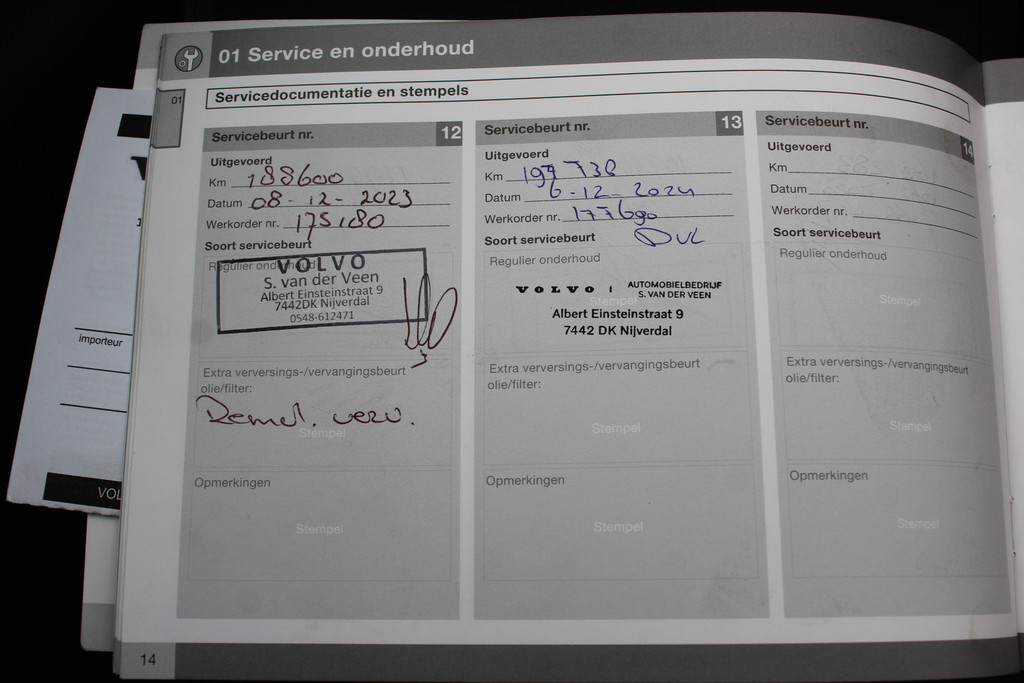 01 Service en onderhoud
01
Servicedocumentatie en stempels
Servicebeurt nr. 12
Uitgevoerd
Km 188600
Datum 08-12-2023
Werkorder nr. 175180
Soort servicebeurt
Regulier onderhoud
VOLVO
S. van der Veen
Albert Einsteinstraat 9
7442DK Nijverdal
0548-612471
Extra verversings-/vervangingsbeurt
olie/filter:
Remvl. verv.
Stempel
Opmerkingen
Stempel
Servicebeurt nr. 13
Uitgevoerd
Km
Datum 6-12-2024
Werkorder nr. 177690
Soort servicebeurt
Regulier onderhoud
Stempel
VOLVO | AUTOMOBIELBEDRIJF
S. VAN DER VEEN
Albert Einsteinstraat 9
7442 DK Nijverdal
Extra verversings-/vervangingsbeurt
olie/filter:
Stempel
Opmerkingen
Stempel
Servicebeurt nr. 14
Uitgevoerd
Km
Datum
Werkorder nr.
Soort servicebeurt
Regulier onderhoud
Stempel
Extra verversings-/vervangingsbeurt
olie/filter:
Stempel
Opmerkingen
Stempel
importeur
VOL
14